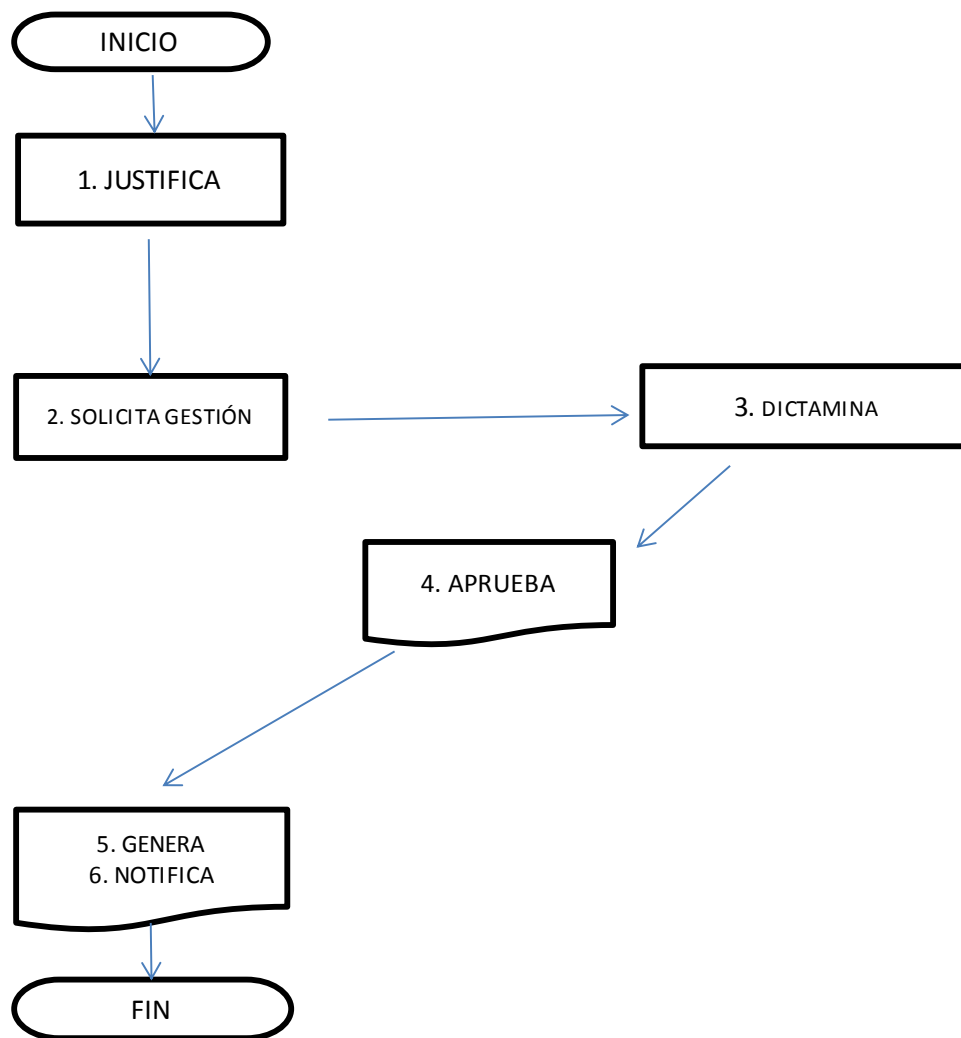 INICIO
1. JUSTIFICA
2. SOLICITA GESTIÓN
3. DICTAMINA
4. APRUEBA
5. GENERA
6. NOTIFICA
FIN